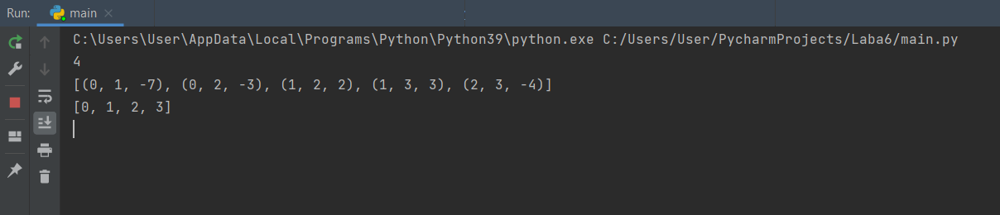 Run: main
C:\Users\User\AppData\Local\Programs\Python\Python39\python.exe C:/Users/User/PycharmProjects/Laba6/main.py
4
[(0, 1, -7), (0, 2, -3), (1, 2, 2), (1, 3, 3), (2, 3, -4)]
[0, 1, 2, 3]